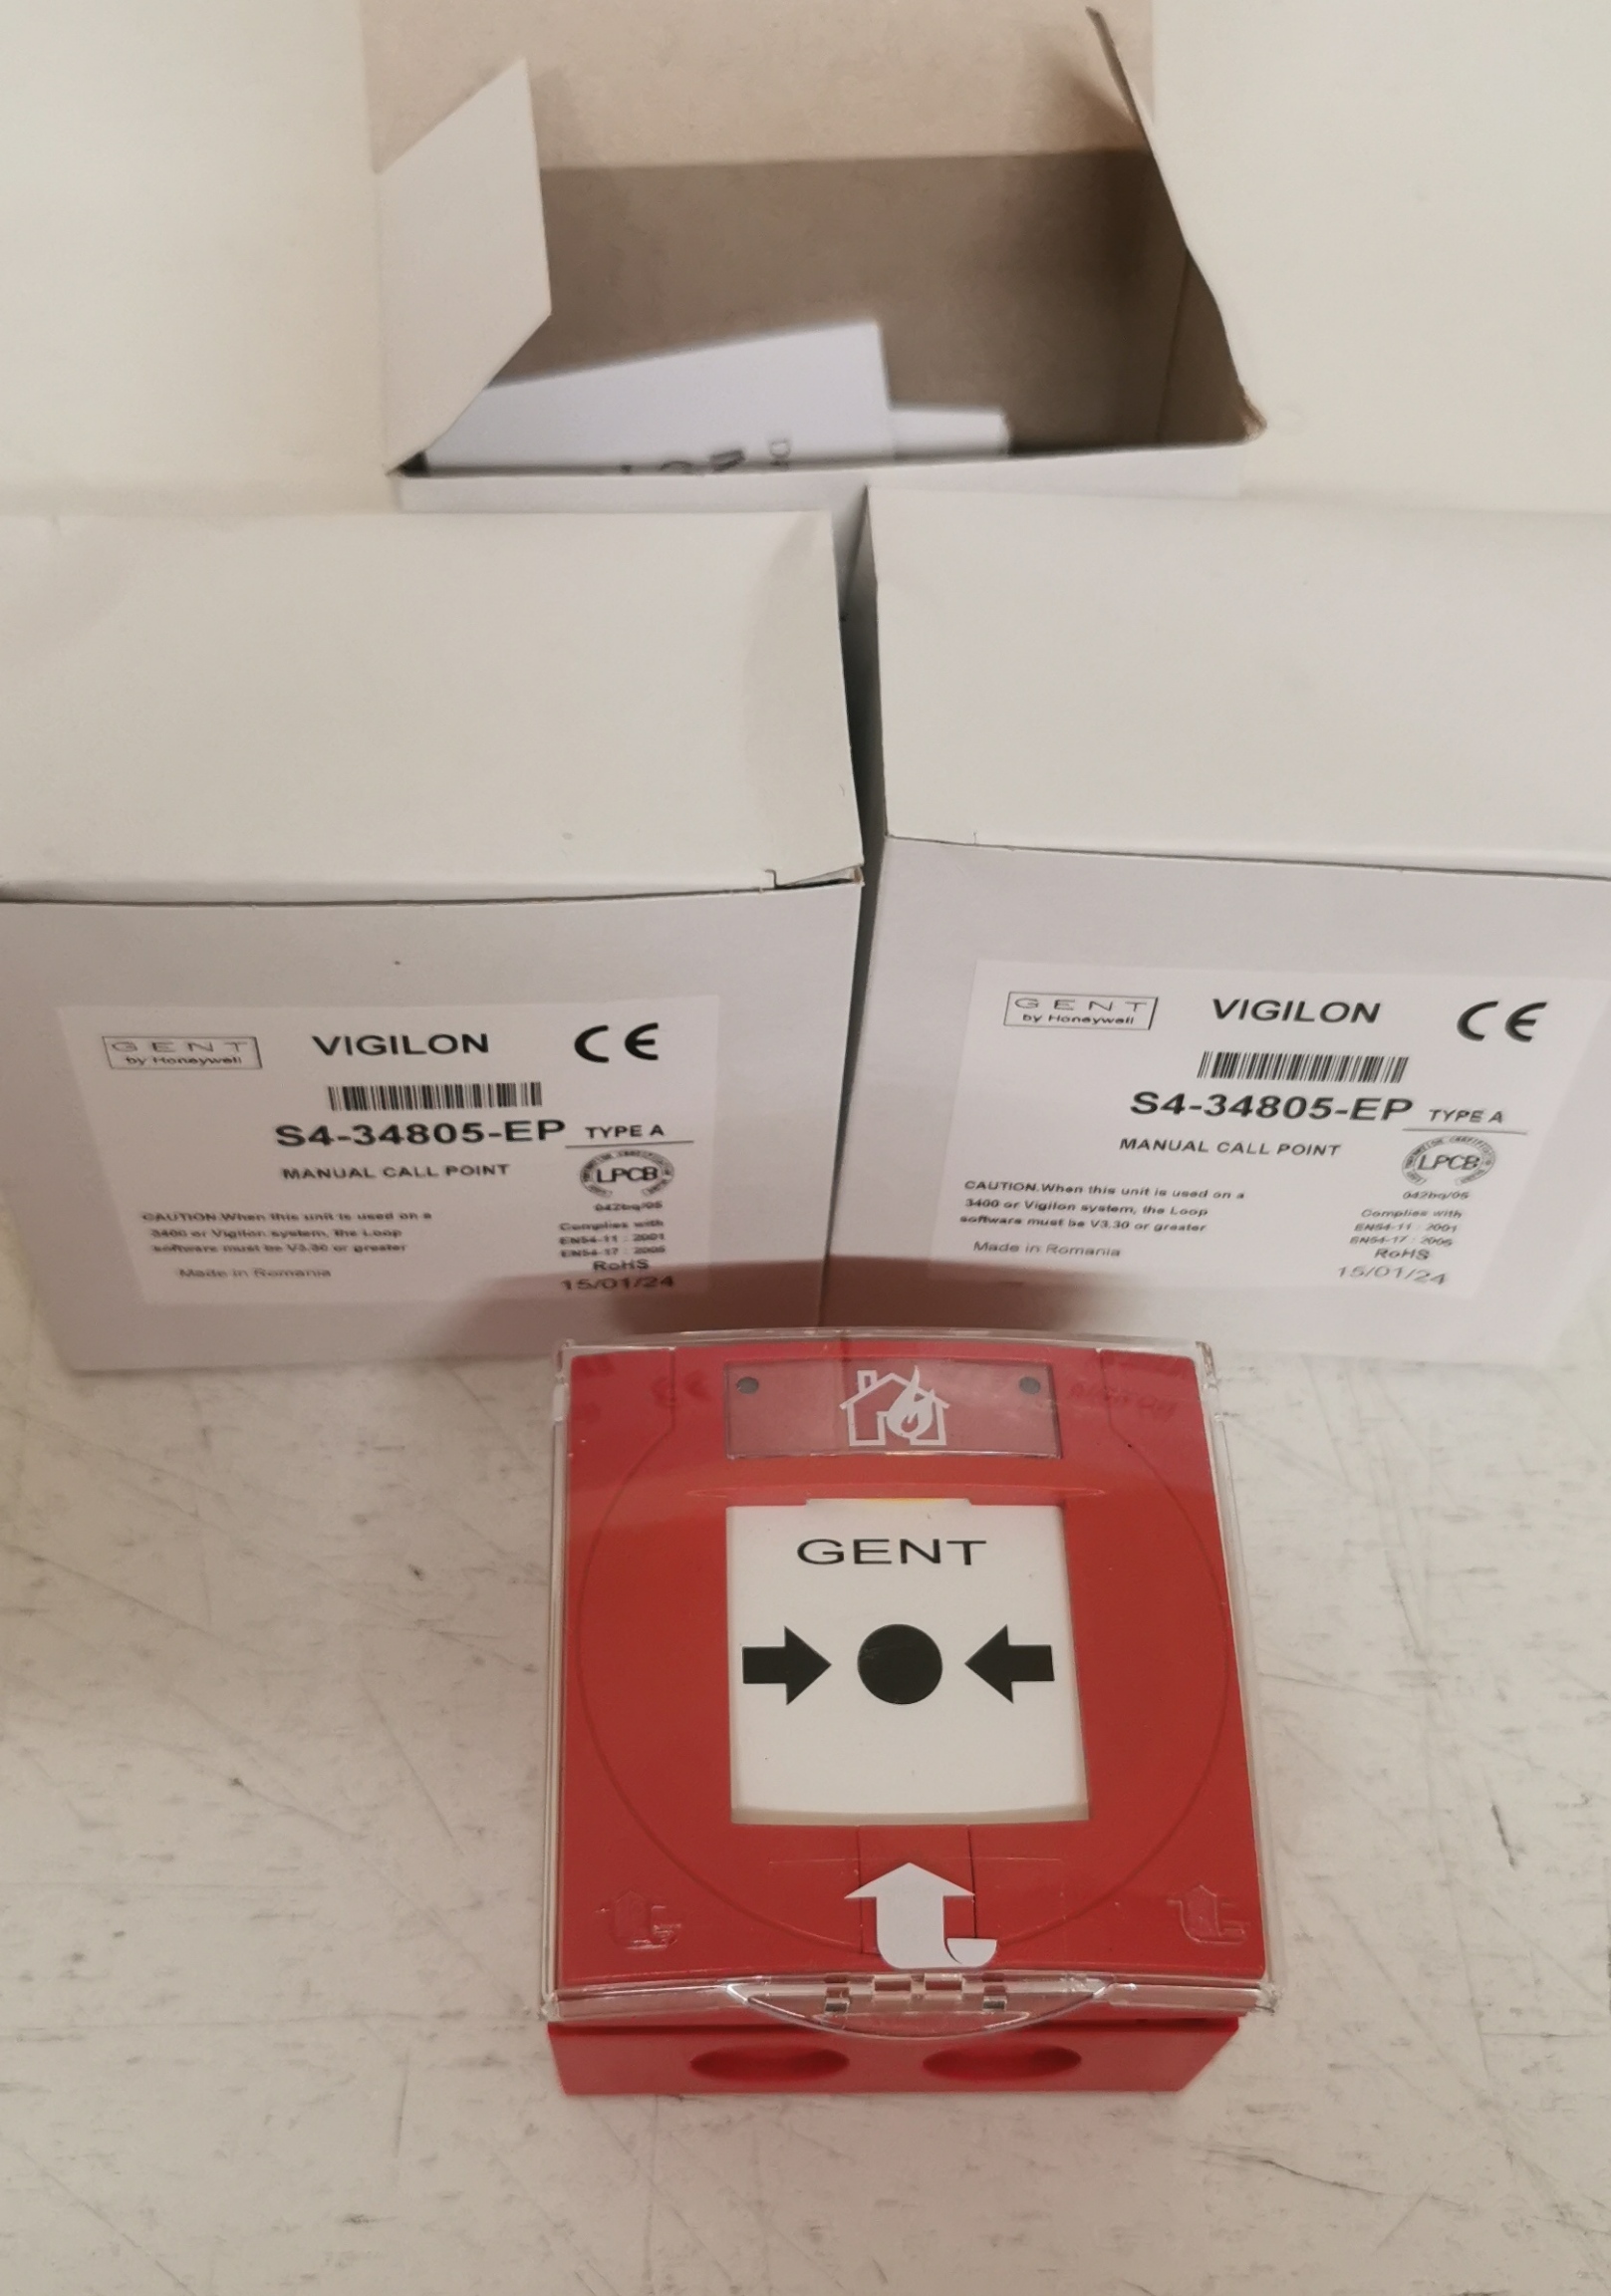 GENT
by Honeywell
VIGILON
CE
S4-34805-EP TYPE A
MANUAL CALL POINT
LPCB
042bq/05
CAUTION.When this unit is used on a
3400 or Vigilon system, the Loop
software must be V3.30 or greater
Made in Romania
Complies with
EN54-11 : 2001
EN54-17 : 2005
RoHS
15/01/24
GENT
by Honeywell
VIGILON
CE
S4-34805-EP TYPE A
MANUAL CALL POINT
LPCB
042bq/05
CAUTION.When this unit is used on a
3400 or Vigilon system, the Loop
software must be V3.30 or greater
Made in Romania
Complies with
EN54-11 : 2001
EN54-17 : 2005
RoHS
15/01/24
GENT